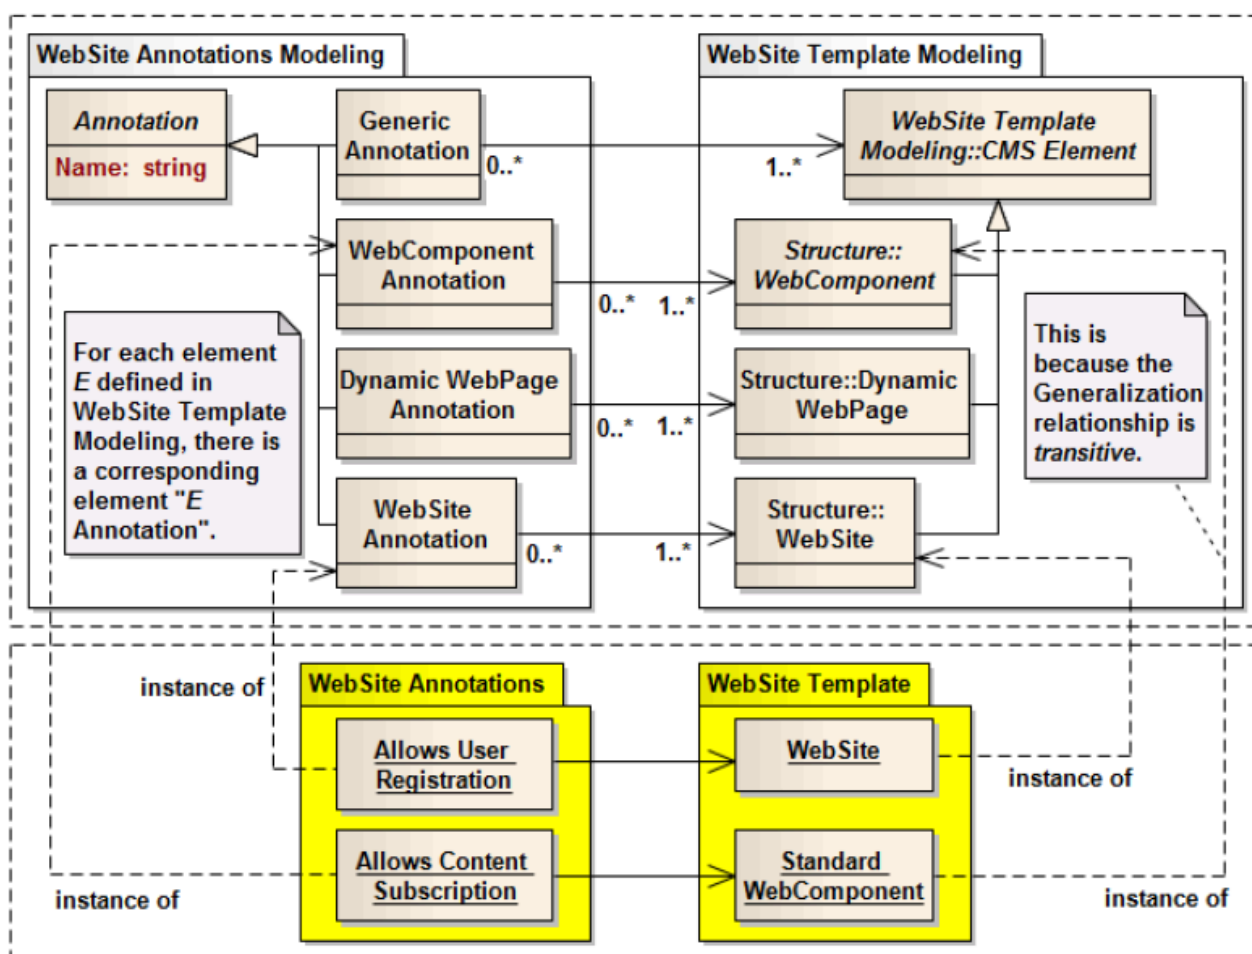 WebSite Annotations Modeling
WebSite Template Modeling
Annotation
Name: string
Generic
Annotation
0..*
1..*
WebSite Template
Modeling::CMS Element
WebComponent
Annotation
0..*
1..*
Structure::
WebComponent
For each element
E defined in
WebSite Template
Modeling, there is
a corresponding
element "E
Annotation".
Dynamic WebPage
Annotation
0..*
1..*
Structure::Dynamic
WebPage
This is
because the
Generalization
relationship is
transitive.
WebSite
Annotation
0..*
1..*
Structure::
WebSite
instance of
WebSite Annotations
WebSite Template
Allows User
Registration
WebSite
instance of
Allows Content
Subscription
Standard
WebComponent
instance of
instance of